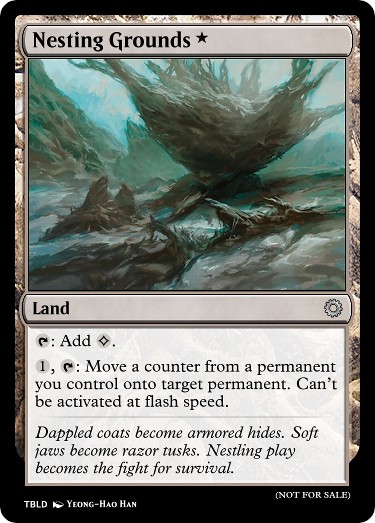 Nesting Grounds ★
Land
: Add .
1, : Move a counter from a permanent
you control onto target permanent. Can't
be activated at flash speed.
Dappled coats become armored hides. Soft
jaws become razor tusks. Nestling play
becomes the fight for survival.
(NOT FOR SALE)
TBLD Yeong-Hao Han